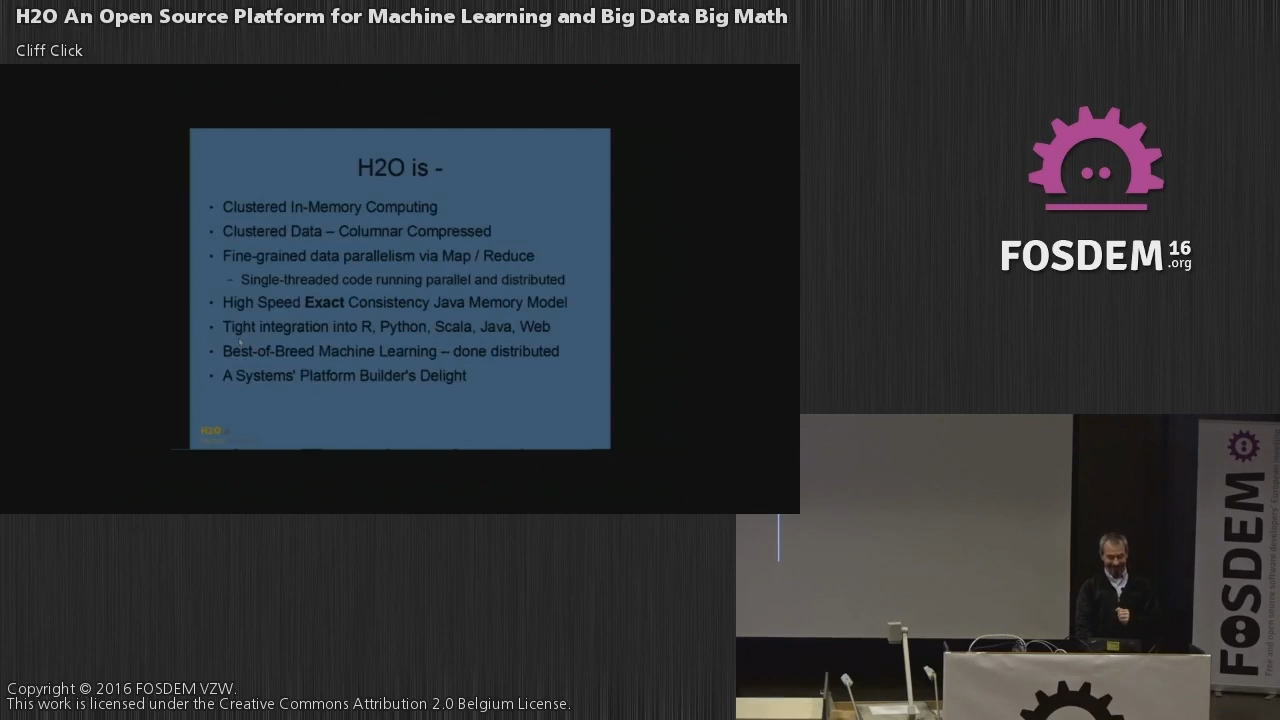 H2O An Open Source Platform for Machine Learning and Big Data Big Math
Cliff Click
H2O is -
• Clustered In-Memory Computing
• Clustered Data – Columnar Compressed
• Fine-grained data parallelism via Map / Reduce
– Single-threaded code running parallel and distributed
• High Speed Exact Consistency Java Memory Model
• Tight integration into R, Python, Scala, Java, Web
• Best-of-Breed Machine Learning – done distributed
• A Systems' Platform Builder's Delight
H2O
FOSDEM 16
.org
FOSDEM
Copyright © 2016 FOSDEM VZW.
This work is licensed under the Creative Commons Attribution 2.0 Belgium License.